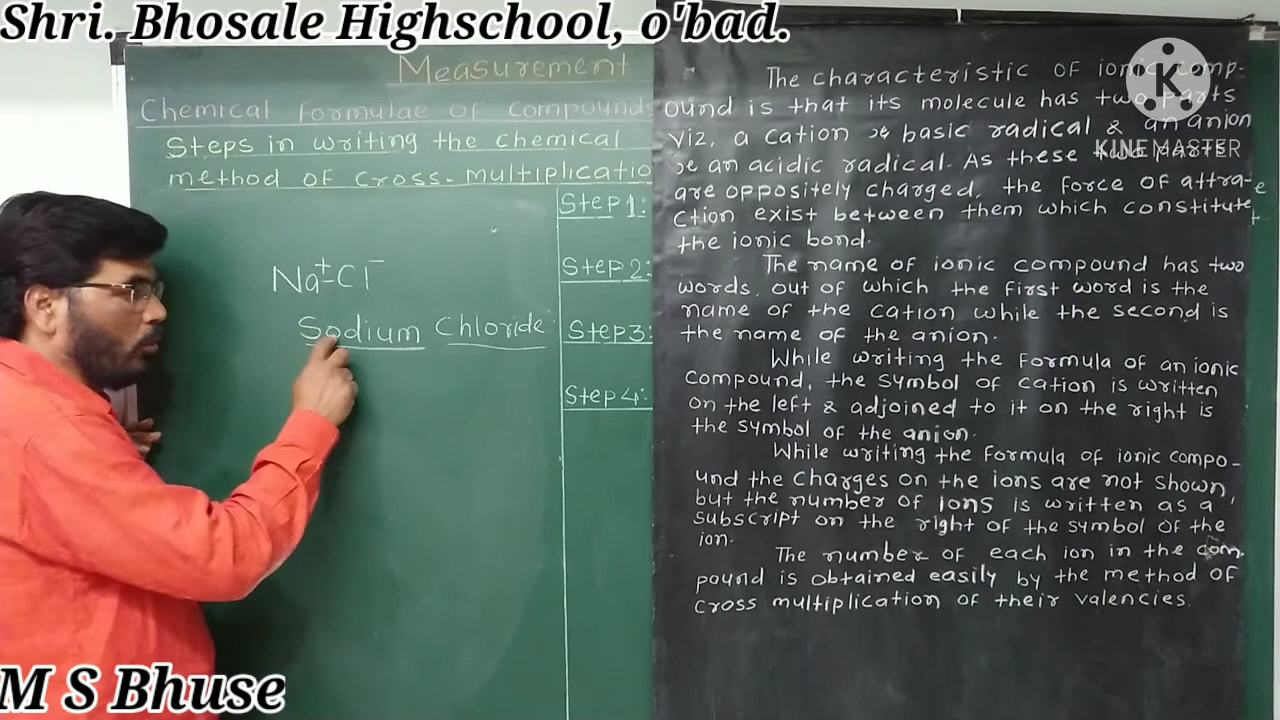 Shri. Bhosale Highschool, o'bad.
Measurement
Chemical formulae of compounds
Steps in writing the chemical
method of cross-multiplicatio
Step 1:
Step 2:
Step 3:
Step 4:
Na+-Cl-
Sodium Chloride
The characteristic of ionic comp-
ound is that its molecule has two parts
viz, a cation basic radical & an anion
an acidic radical. As these two parts
are oppositely charged, the force of attra-
ction exist between them which constitute
the ionic bond.
The name of ionic compound has two
words, out of which the first word is the
name of the cation while the second is
the name of the anion.
While writing the formula of an ionic
compound, the symbol of cation is written
on the left & adjoined to it on the right is
the symbol of the anion.
While writing the formula of ionic compo-
und the charges on the ions are not shown,
but the number of ions is written as a
subscript on the right of the symbol of the
ion.
The number of each ion in the com-
pound is obtained easily by the method of
cross multiplication of their valencies.
K
KINEMASTER
M S Bhuse